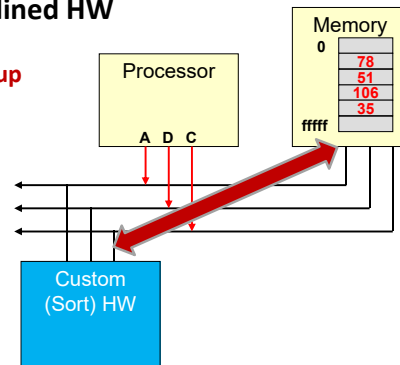 lined HW
up
Processor
A D C
Memory
0
78
51
106
35
fffff
Custom
(Sort) HW